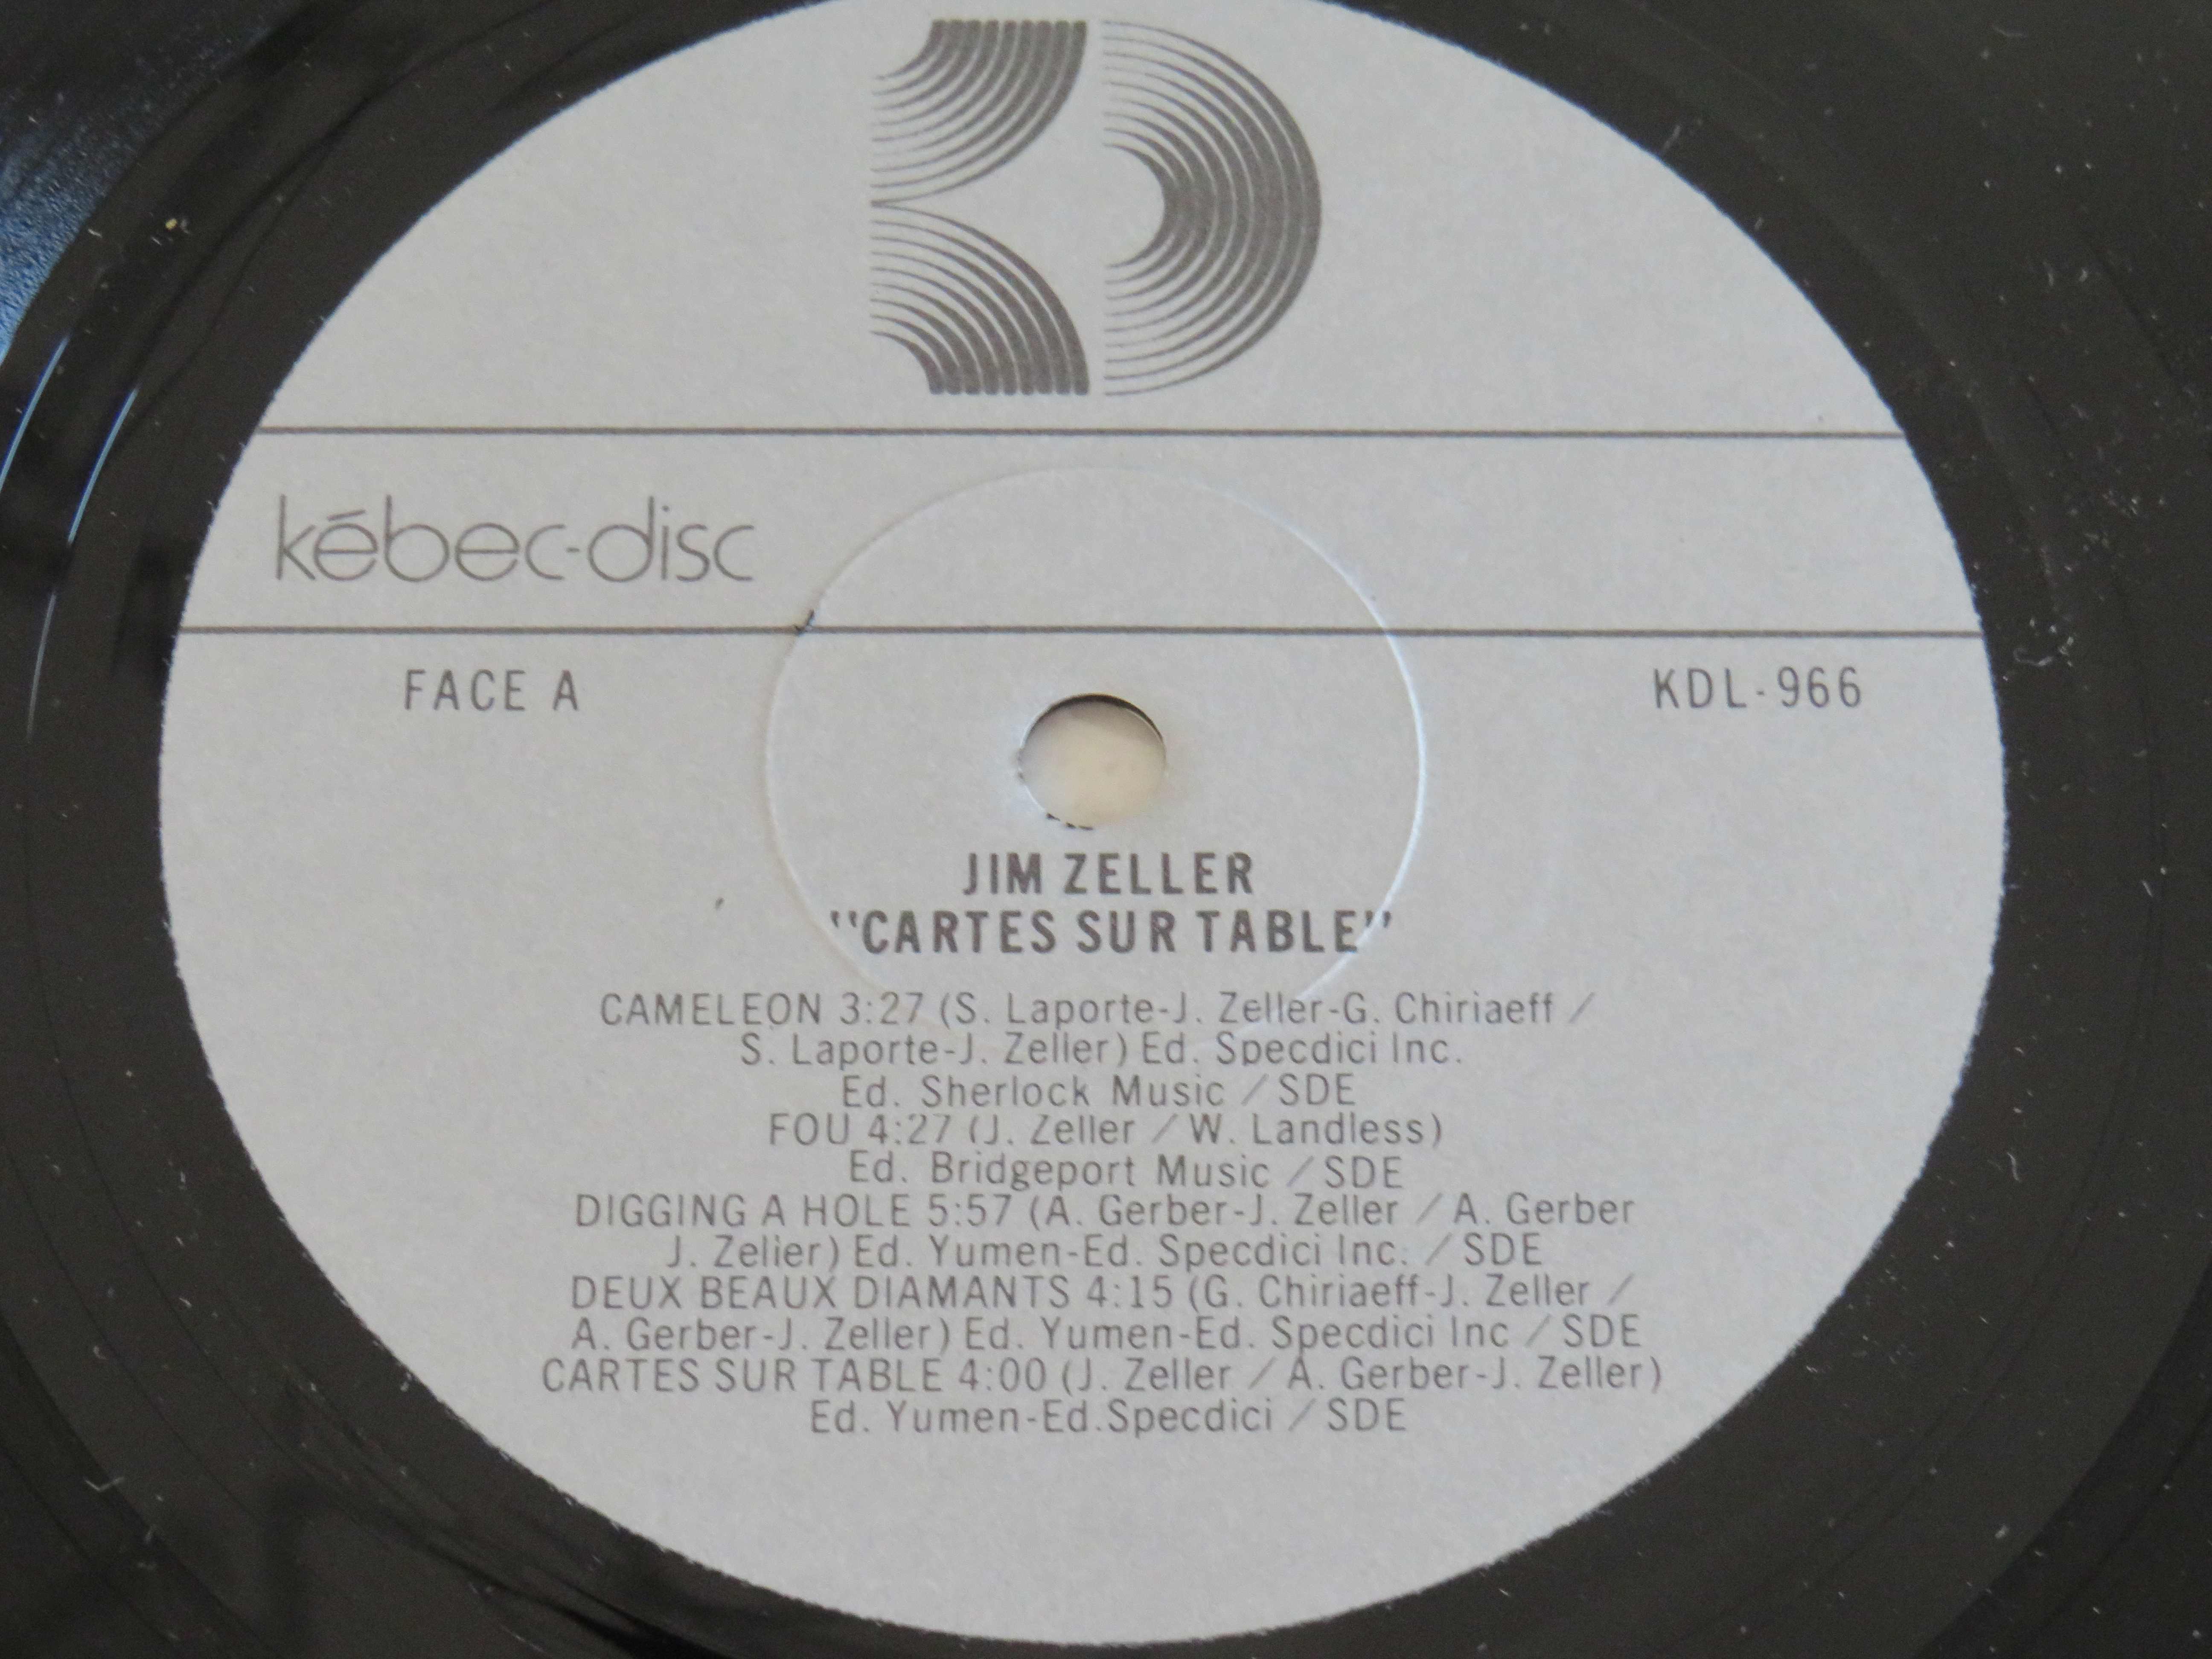 kébec-disc
FACE A
KDL-966
JIM ZELLER
"CARTES SUR TABLE"
CAMELEON 3:27 (S. Laporte-J. Zeller-G. Chiriaeff /
S. Laporte-J. Zeller) Ed. Specdici Inc.
Ed. Sherlock Music / SDE
FOU 4:27 (J. Zeller / W. Landless)
Ed. Bridgeport Music / SDE
DIGGING A HOLE 5:57 (A. Gerber-J. Zeller / A. Gerber
J. Zeller) Ed. Yumen-Ed. Specdici Inc. / SDE
DEUX BEAUX DIAMANTS 4:15 (G. Chiriaeff-J. Zeller /
A. Gerber-J. Zeller) Ed. Yumen-Ed. Specdici Inc / SDE
CARTES SUR TABLE 4:00 (J. Zeller / A. Gerber-J. Zeller)
Ed. Yumen-Ed.Specdici / SDE